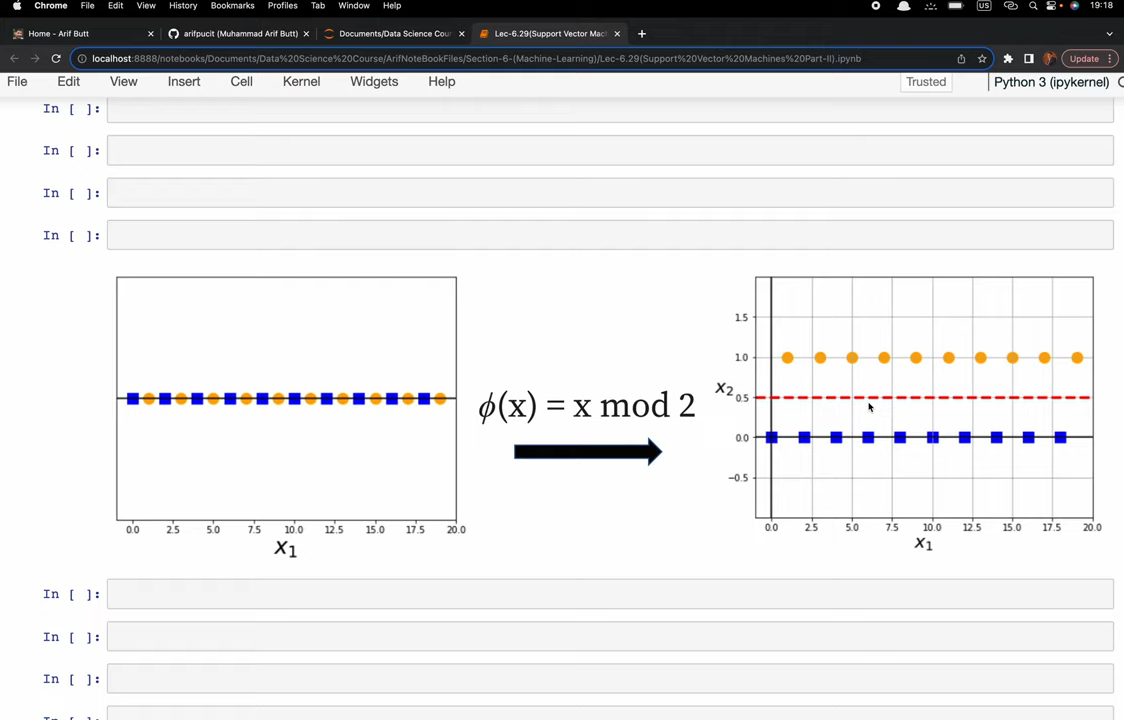 Chrome File Edit View History Bookmarks Profiles Tab Window Help US 19:18
Home - Arif Butt arifpucit (Muhammad Arif Butt) Documents/Data Science Cou Lec-6.29(Support Vector Mac
localhost:8888/notebooks/Documents/Data%20Science%20Course/ArifNoteBookFiles/Section-6-(Machine-Learning)/Lec-6.29(Support%20Vector%20Machines%20Part-II).ipynb Update
File Edit View Insert Cell Kernel Widgets Help Trusted Python 3 (ipykernel)
In [ ]:
In [ ]:
In [ ]:
In [ ]:
0.0 2.5 5.0 7.5 10.0 12.5 15.0 17.5 20.0
x₁
ϕ(x) = x mod 2
1.5
1.0
x₂ 0.5
0.0
−0.5
0.0 2.5 5.0 7.5 10.0 12.5 15.0 17.5 20.0
x₁
In [ ]:
In [ ]:
In [ ]: